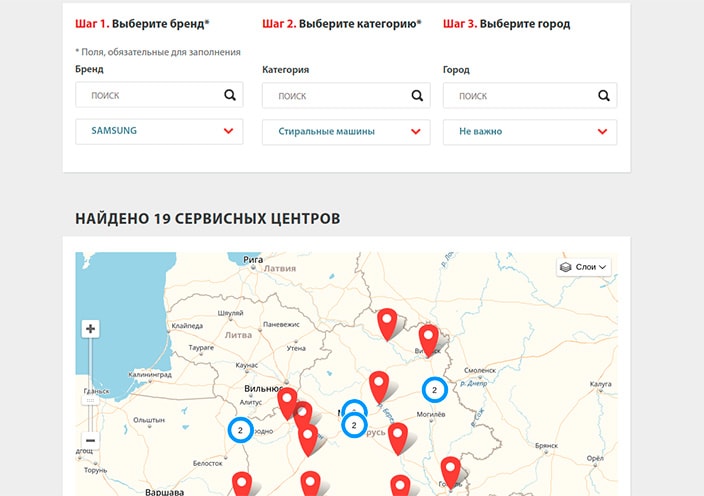 Шаг 1. Выберите бренд*
Шаг 2. Выберите категорию*
Шаг 3. Выберите город
* Поля, обязательные для заполнения
Бренд
Категория
Город
ПОИСК
ПОИСК
ПОИСК
SAMSUNG
Стиральные машины
Не важно
НАЙДЕНО 19 СЕРВИСНЫХ ЦЕНТРОВ
Рига
Латвия
Слои
Шяуляй
Клайпеда
Паневежис
Литва
Таураге
Утена
Каунас
Калининград
Вильнюс
Алитус
Смоленск
р. Днепр
Калуга
Гданьск
2
2
2
Могилёв
Ольштын
Брянск
Белосток
Торунь
Орёл
Варшава